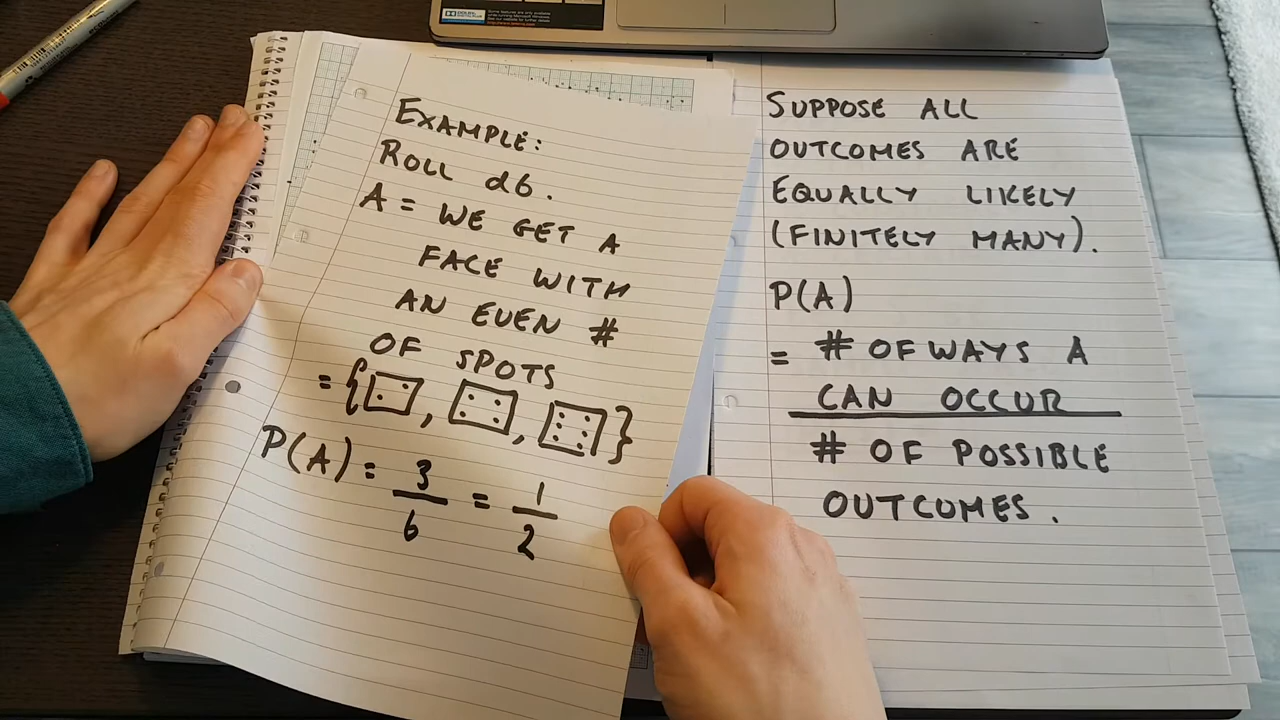 EXAMPLE:
ROLL d6.
A = WE GET A
FACE WITH
AN EVEN #
OF SPOTS
= { , , }
P(A) = 3/6 = 1/2
SUPPOSE ALL
OUTCOMES ARE
EQUALLY LIKELY
(FINITELY MANY).
P(A)
= # OF WAYS A
CAN OCCUR
# OF POSSIBLE
OUTCOMES.